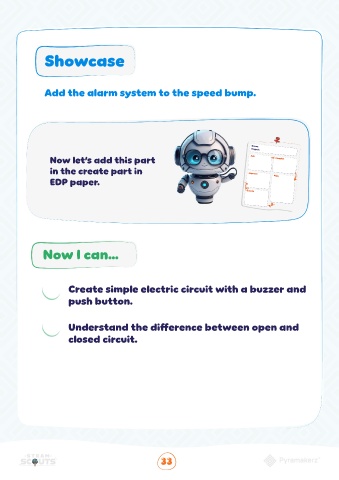 Showcase
Add the alarm system to the speed bump.
Now let's add this part
in the create part in
EDP paper.
Now I can...
Create simple electric circuit with a buzzer and
push button.
Understand the difference between open and
closed circuit.
SCOUTS
33
Pyramakerz